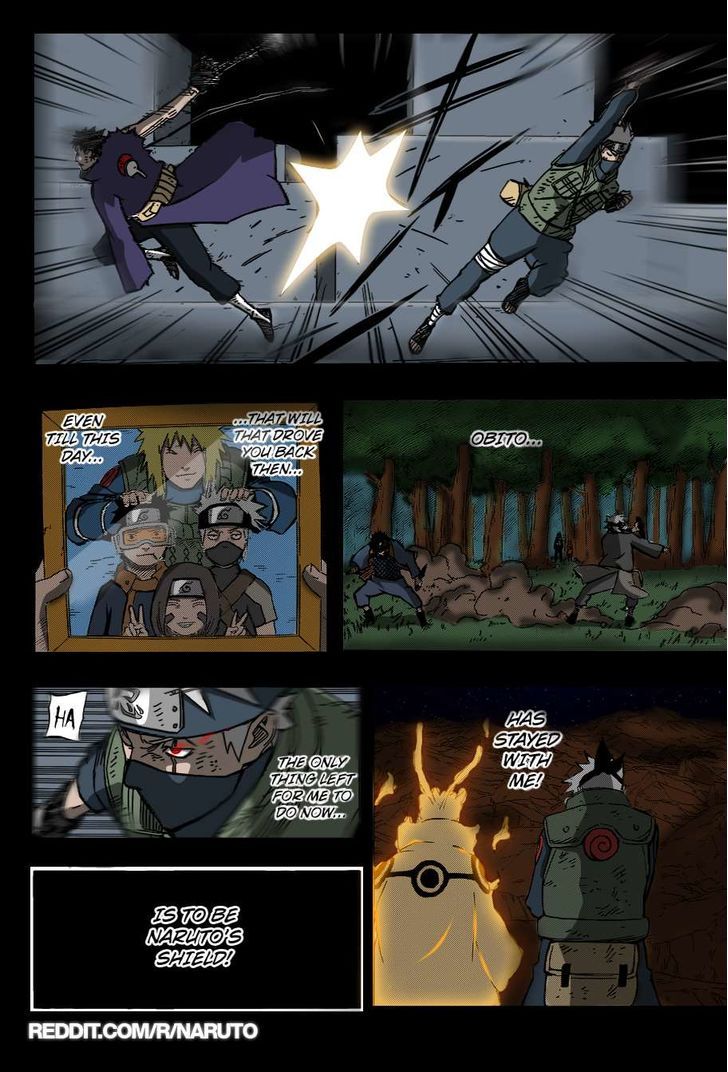 OBITO...
...THAT WILL
THAT DROVE
YOU BACK
THEN...
EVEN
TILL THIS
DAY...
HAS
STAYED
WITH
ME!
THE ONLY
THING LEFT
FOR ME TO
DO NOW...
HA
IS TO BE
NARUTO'S
SHIELD!
REDDIT.COM/R/NARUTO